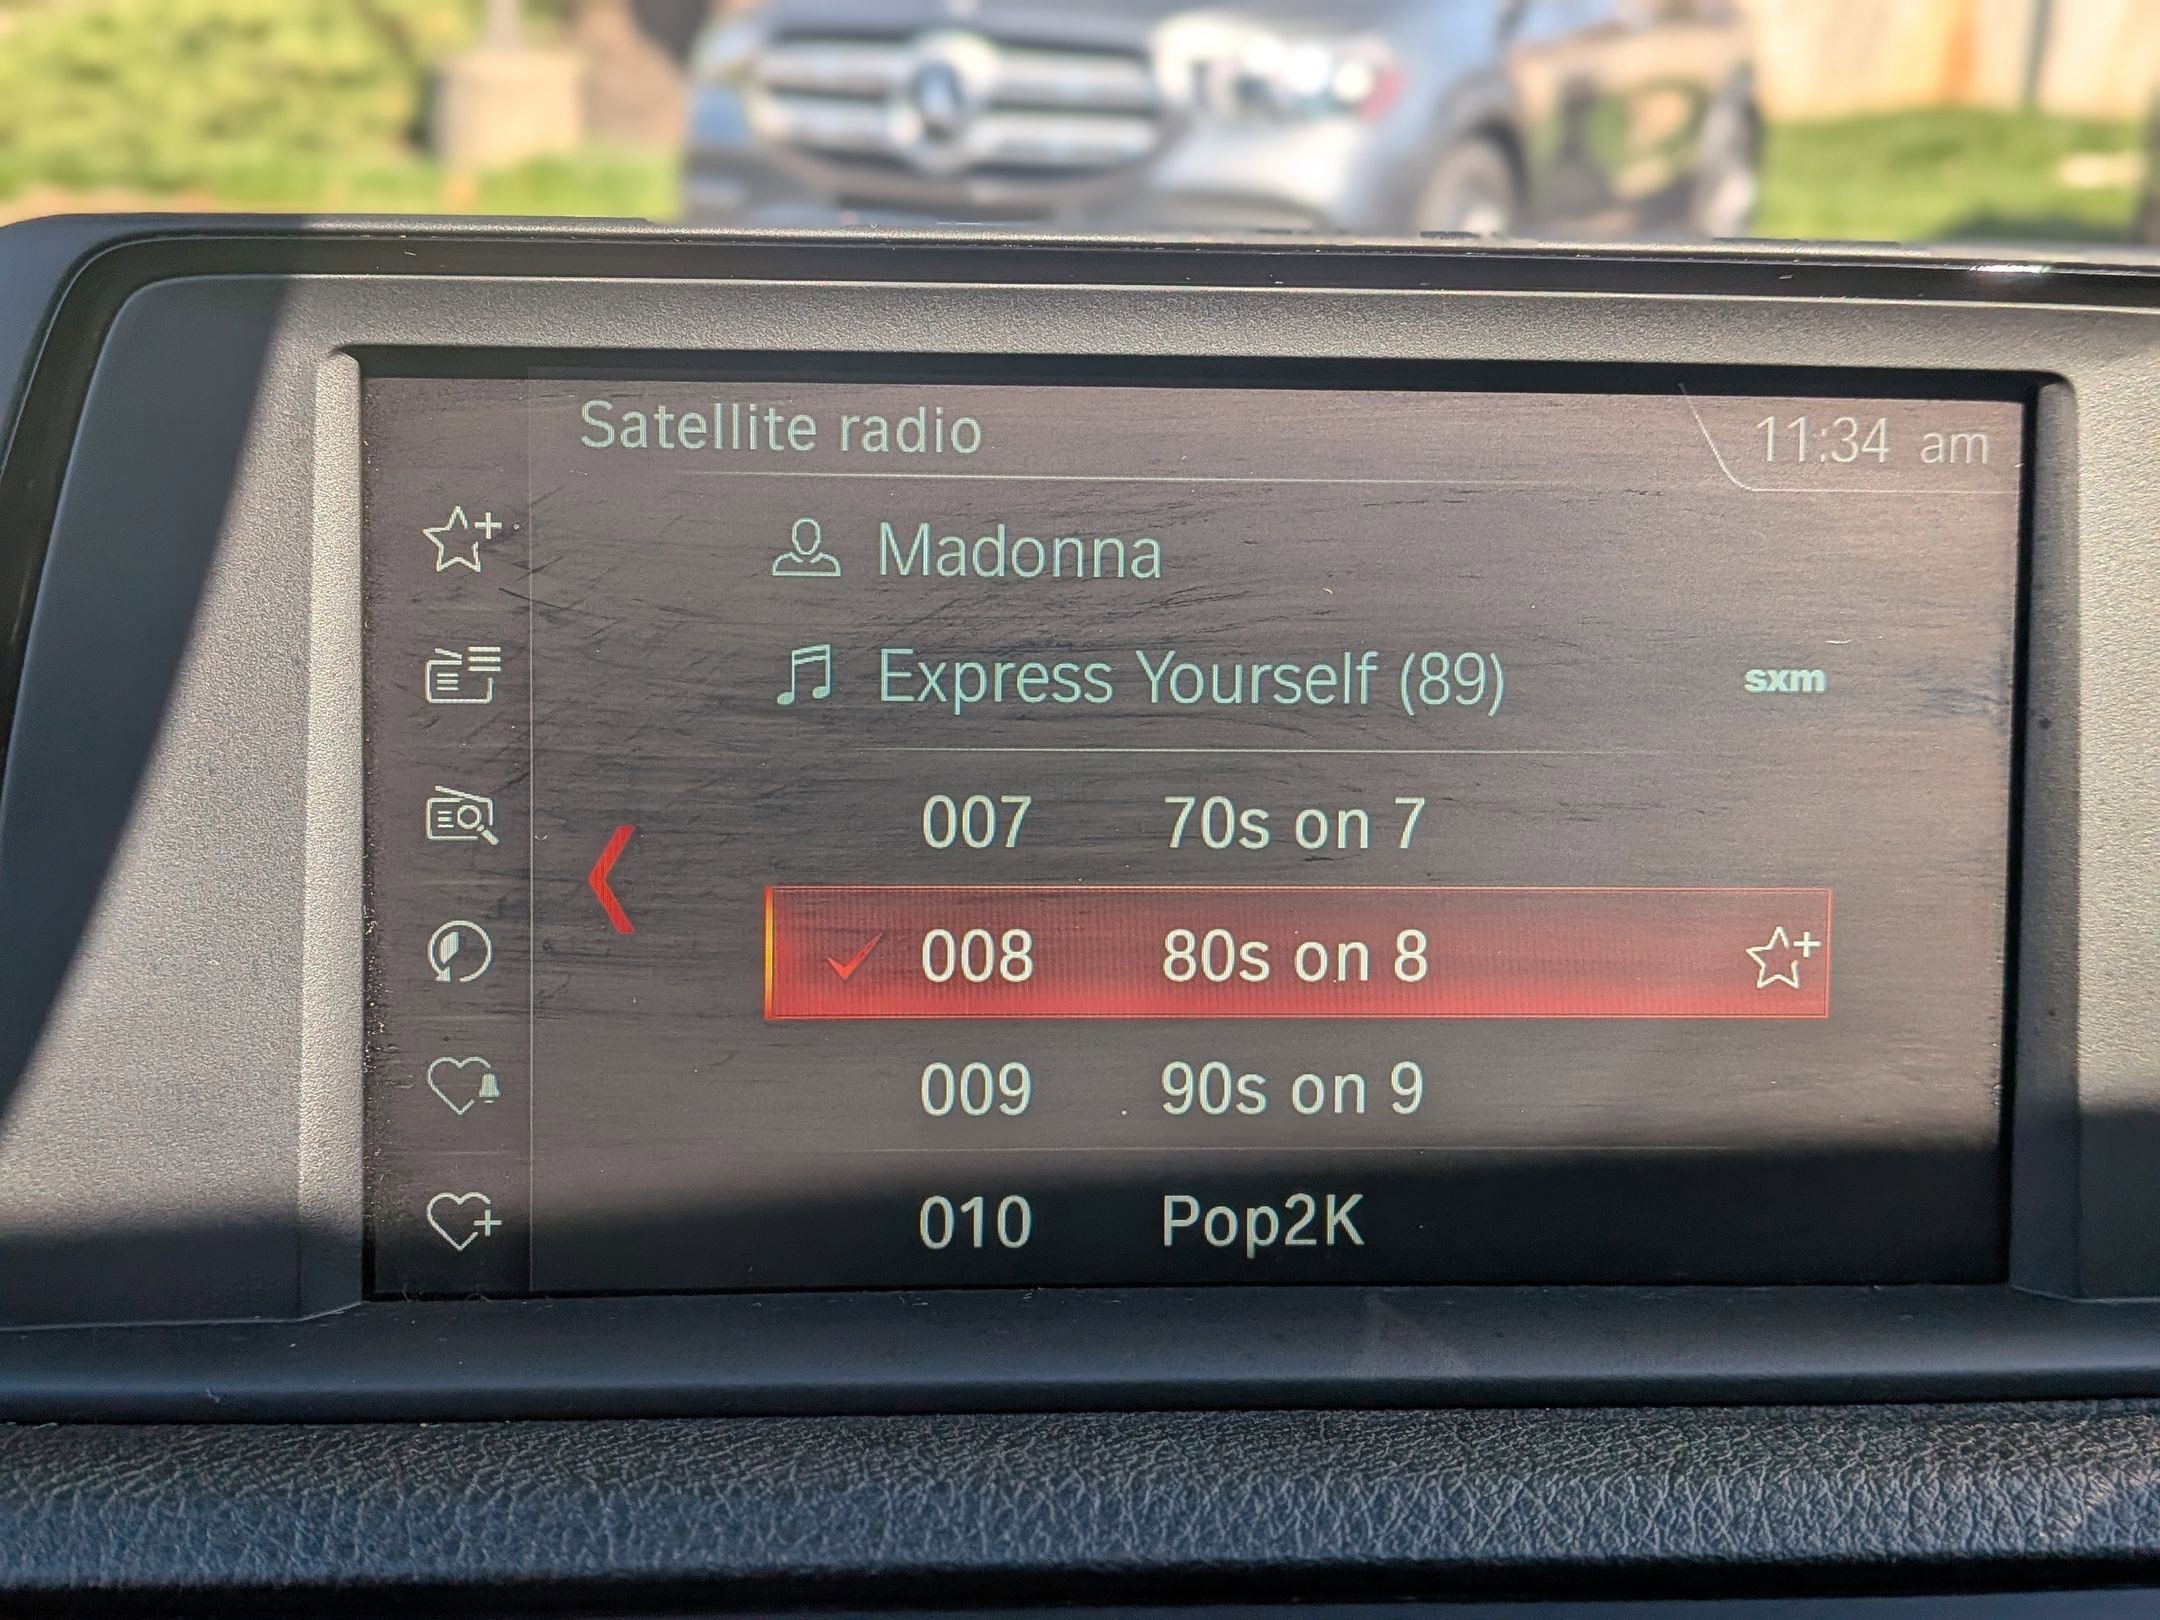 Satellite radio
11:34 am
Madonna
Express Yourself (89)
sxm
007 70s on 7
008 80s on 8
009 90s on 9
010 Pop2K